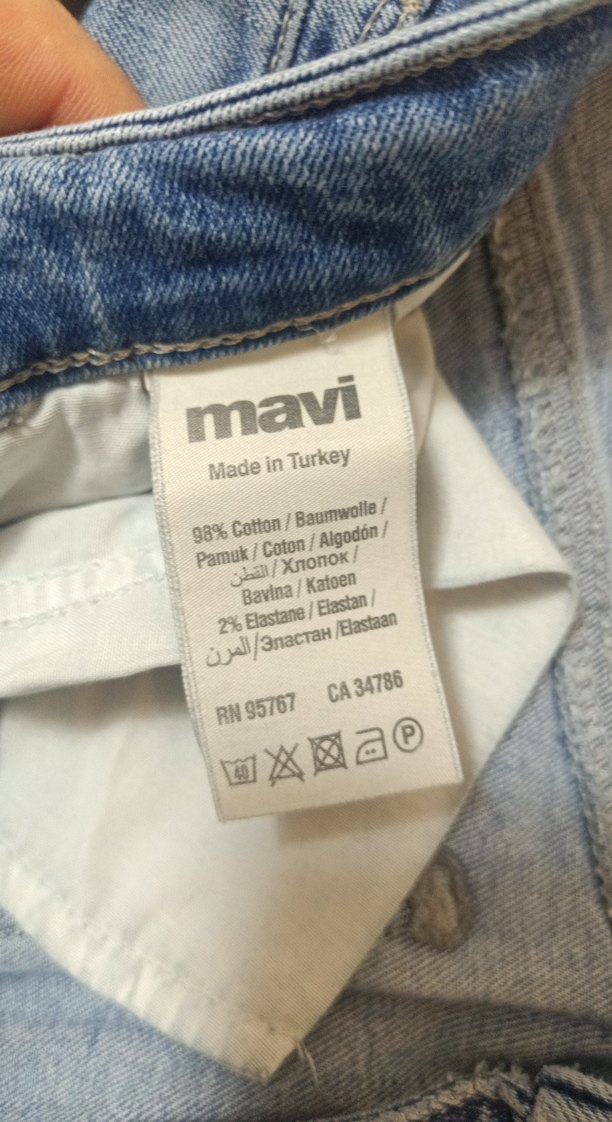 mavi
Made in Turkey
98% Cotton / Baumwolle /
Pamuk / Coton / Algodón /
القطن / Хлопок /
Bavlna / Katoen
2% Elastane / Elastan /
المرن/Эластан /Elastaan
RN 95767 CA 34786
40 P